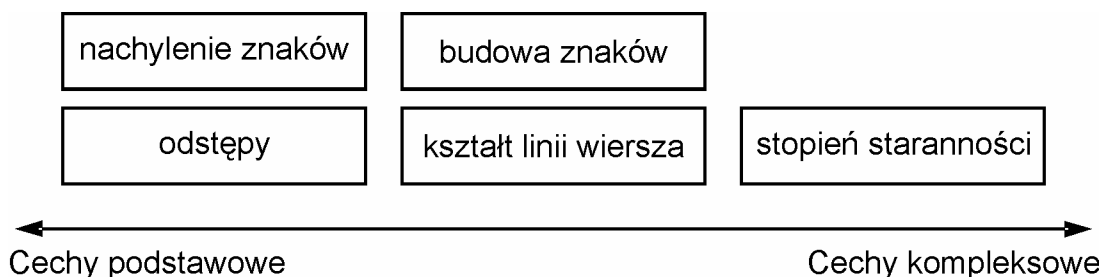 nachylenie znaków budowa znaków
odstępy kształt linii wiersza stopień staranności
Cechy podstawowe Cechy kompleksowe